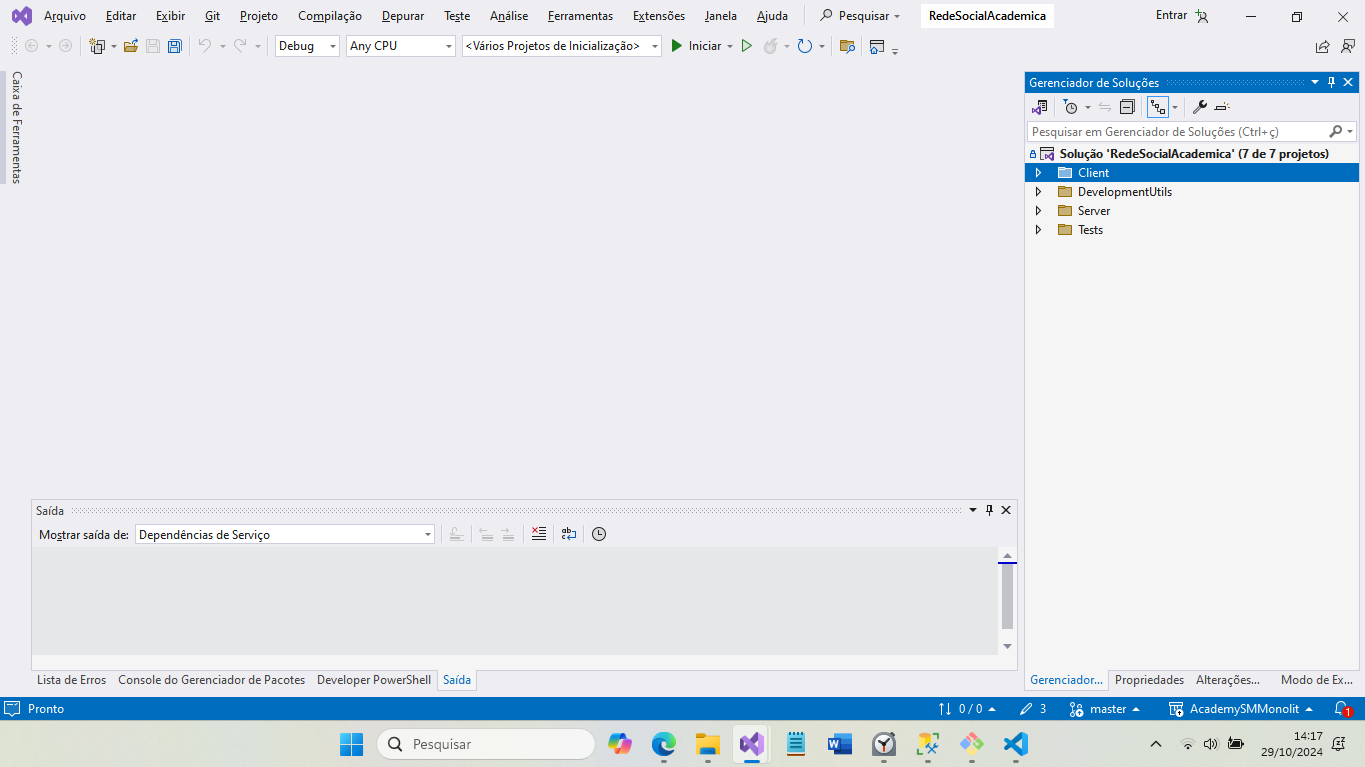 Arquivo Editar Exibir Git Projeto Compilação Depurar Teste Análise Ferramentas Extensões Janela Ajuda Pesquisar RedeSocialAcademica Entrar
Debug Any CPU <Vários Projetos de Inicialização> Iniciar
Caixa de Ferramentas
Gerenciador de Soluções
Pesquisar em Gerenciador de Soluções (Ctrl+ç)
Solução 'RedeSocialAcademica' (7 de 7 projetos)
Client
DevelopmentUtils
Server
Tests
Saída
Mostrar saída de: Dependências de Serviço
Lista de Erros Console do Gerenciador de Pacotes Developer PowerShell Saída
Gerenciador... Propriedades Alterações... Modo de Ex...
Pronto 0 / 0 3 master AcademySMMonolit 1
Pesquisar
14:17
29/10/2024